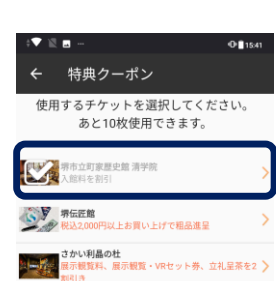 15:41
特典クーポン
使用するチケットを選択してください。
あと10枚使用できます。
堺市立町家歴史館 清学院
入館料を割引
堺伝匠館
税込2,000円以上お買い上げで粗品進呈
さかい利晶の杜
展示観覧料、展示観覧・VRセット券、立礼呈茶を2
割引き